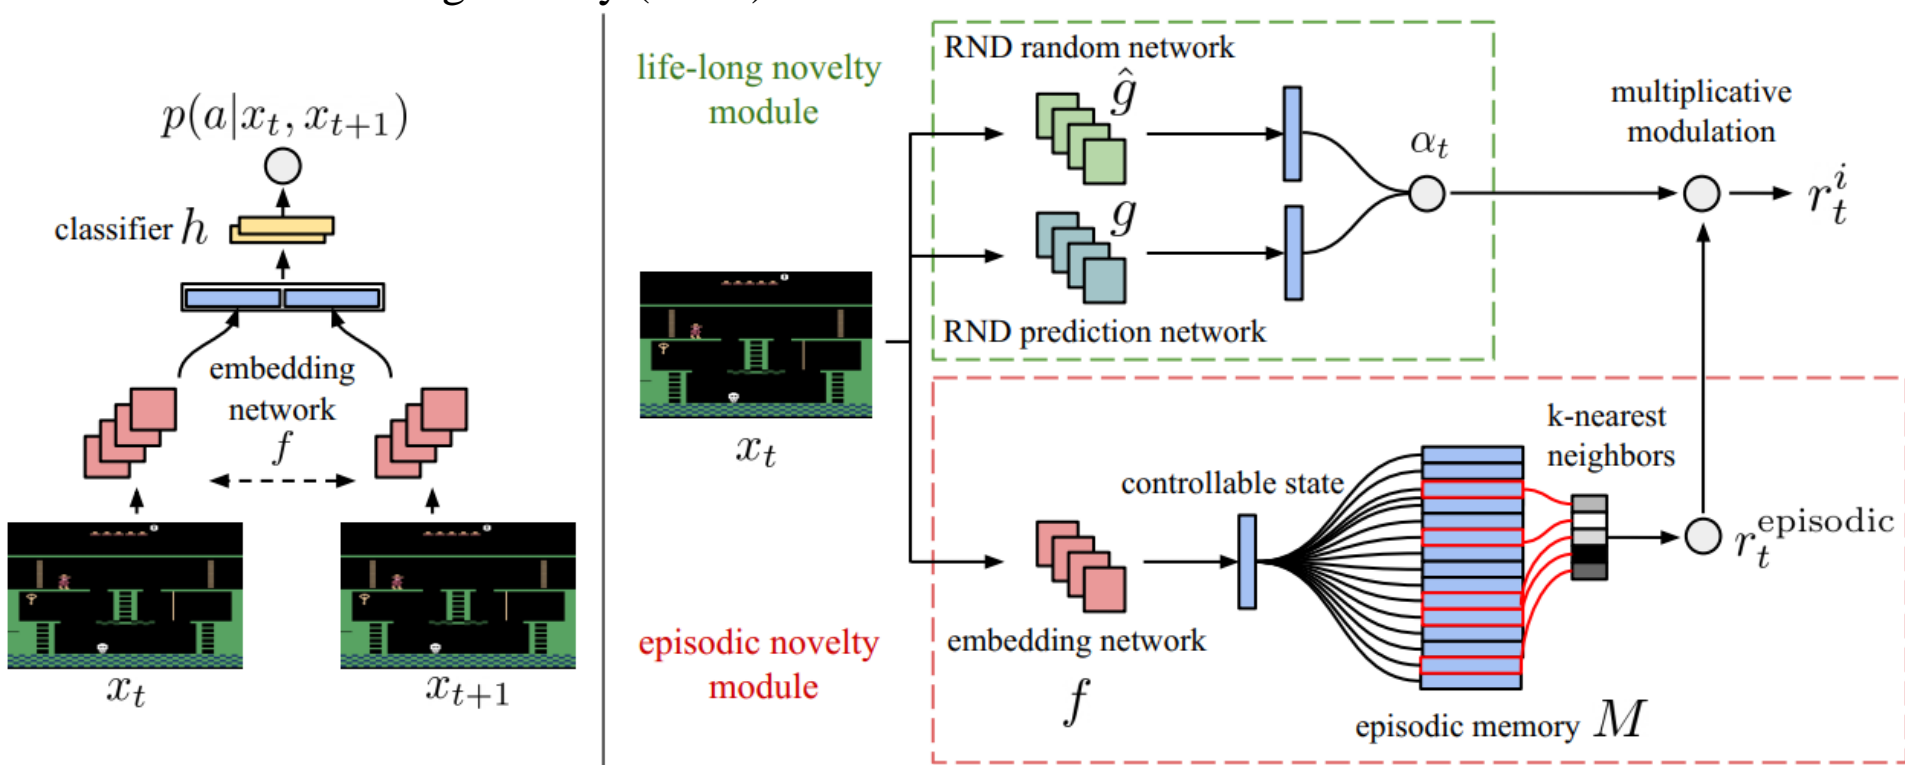 p(a|x_t, x_{t+1})
classifier h
embedding
network
f
x_t
x_{t+1}
life-long novelty
module
RND random network
ĝ
g
RND prediction network
α_t
multiplicative
modulation
r_t^i
x_t
episodic novelty
module
embedding network
f
controllable state
k-nearest
neighbors
r_t^{episodic}
episodic memory M